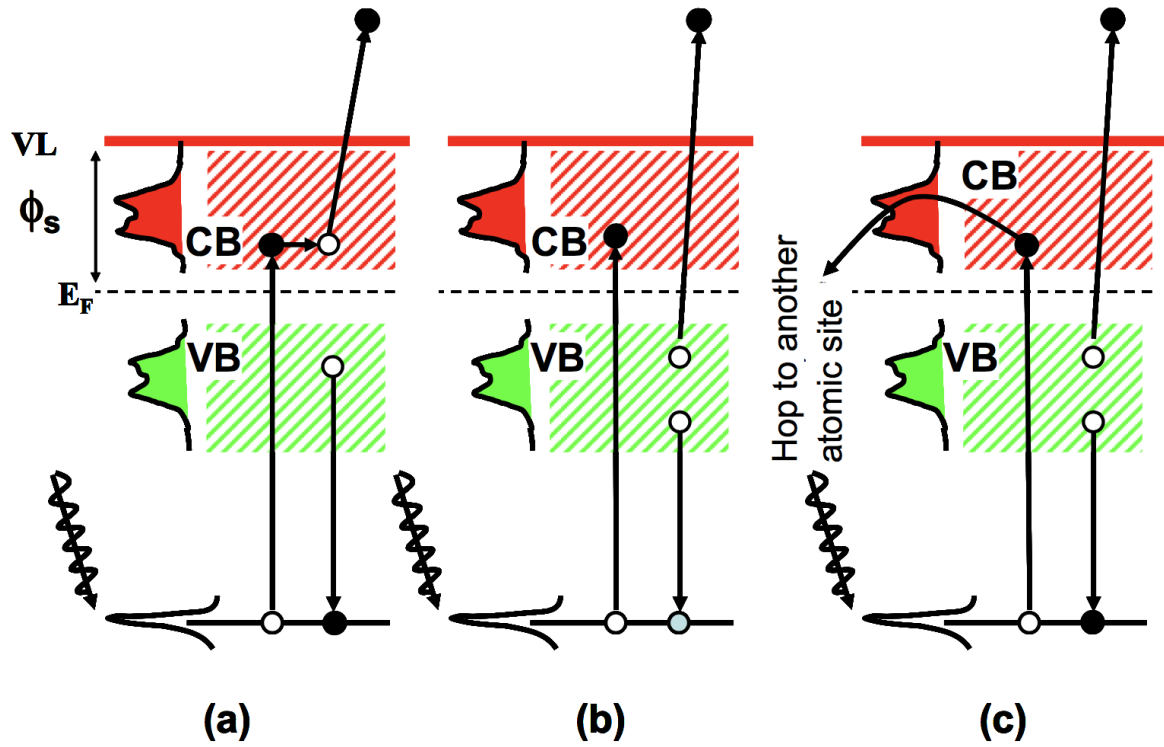 VL
ϕs
EF
CB
VB
CB
VB
CB
VB
Hop to another
atomic site
(a)
(b)
(c)